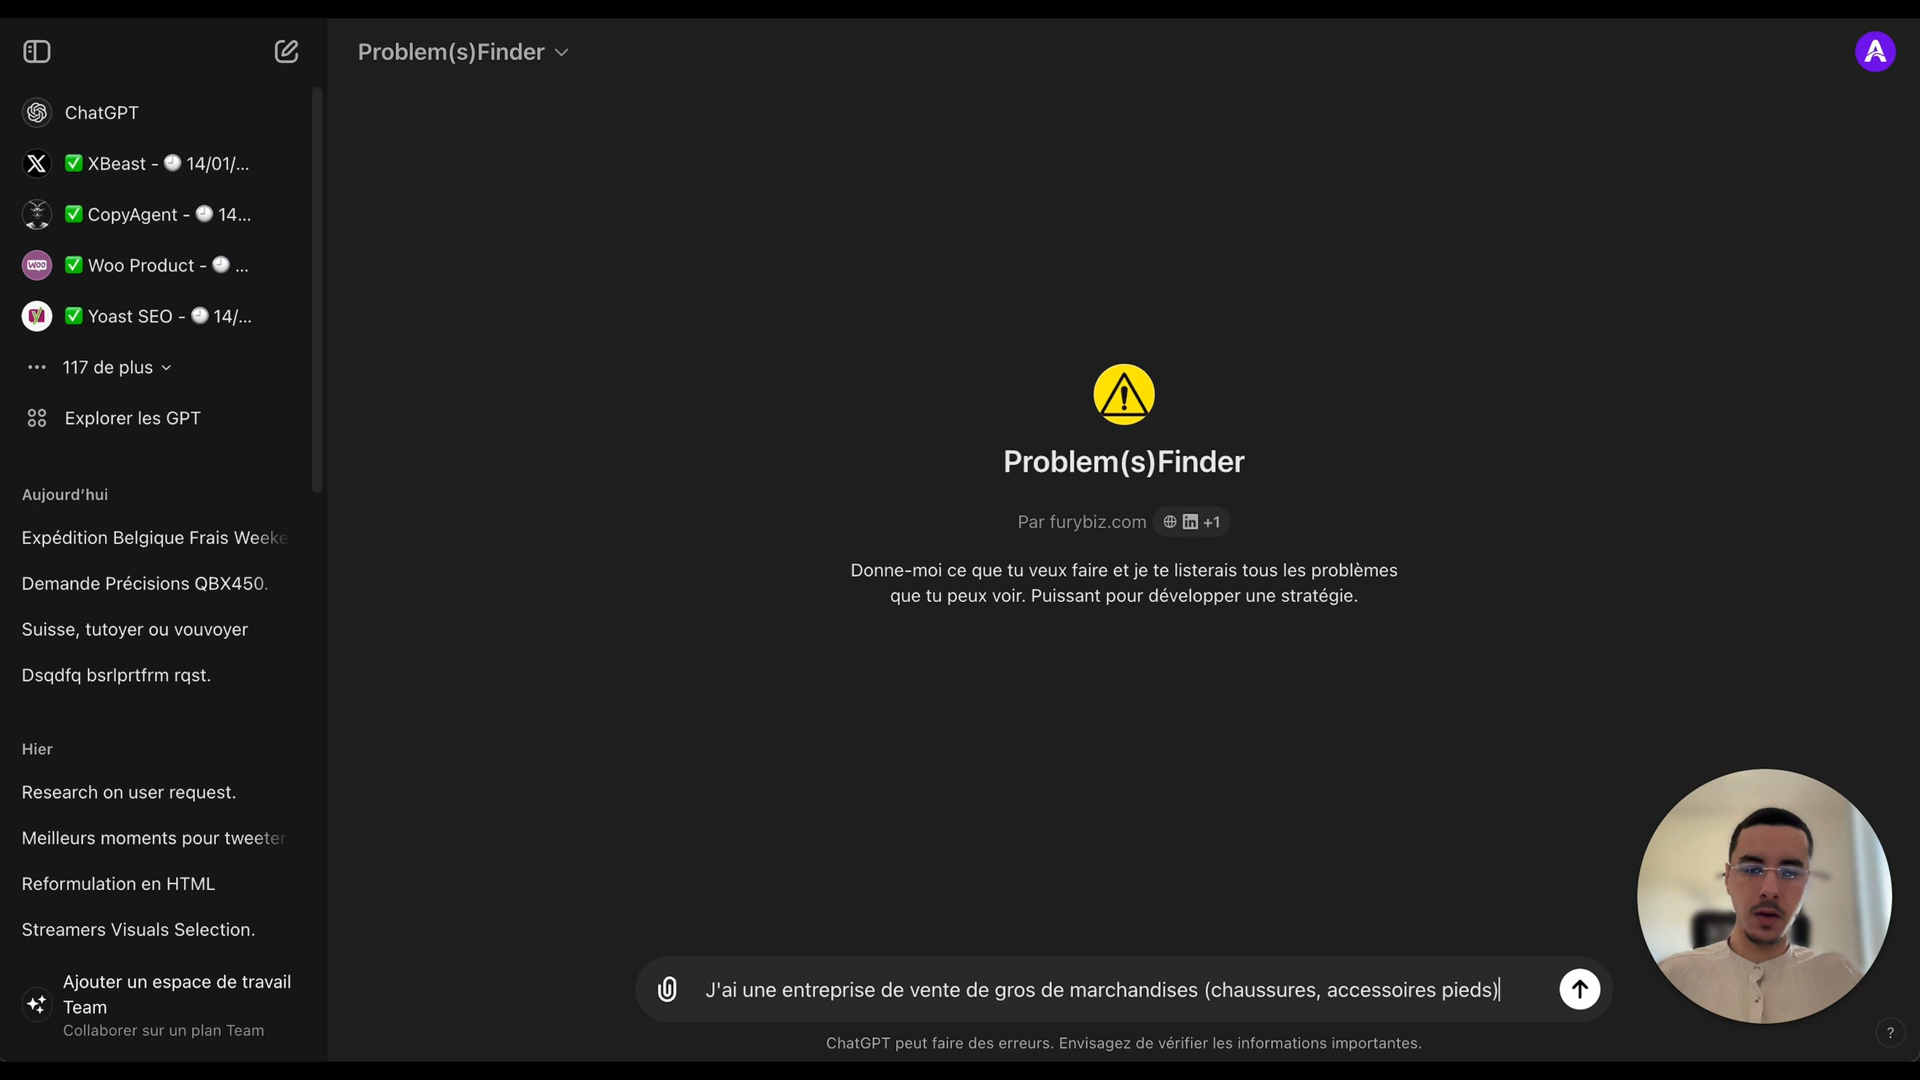 Problem(s)Finder
ChatGPT
✅ XBeast - 🕘 14/01/...
✅ CopyAgent - 🕘 14...
✅ Woo Product - 🕘 ...
✅ Yoast SEO - 🕘 14/...
117 de plus
Explorer les GPT
Aujourd’hui
Expédition Belgique Frais Weeke
Demande Précisions QBX450.
Suisse, tutoyer ou vouvoyer
Dsqdfq bsrlprtfrm rqst.
Hier
Research on user request.
Meilleurs moments pour tweeter
Reformulation en HTML
Streamers Visuals Selection.
Ajouter un espace de travail
Team
Collaborer sur un plan Team
Problem(s)Finder
Par furybiz.com in +1
Donne-moi ce que tu veux faire et je te listerais tous les problèmes
que tu peux voir. Puissant pour développer une stratégie.
J'ai une entreprise de vente de gros de marchandises (chaussures, accessoires pieds)
ChatGPT peut faire des erreurs. Envisagez de vérifier les informations importantes.
?